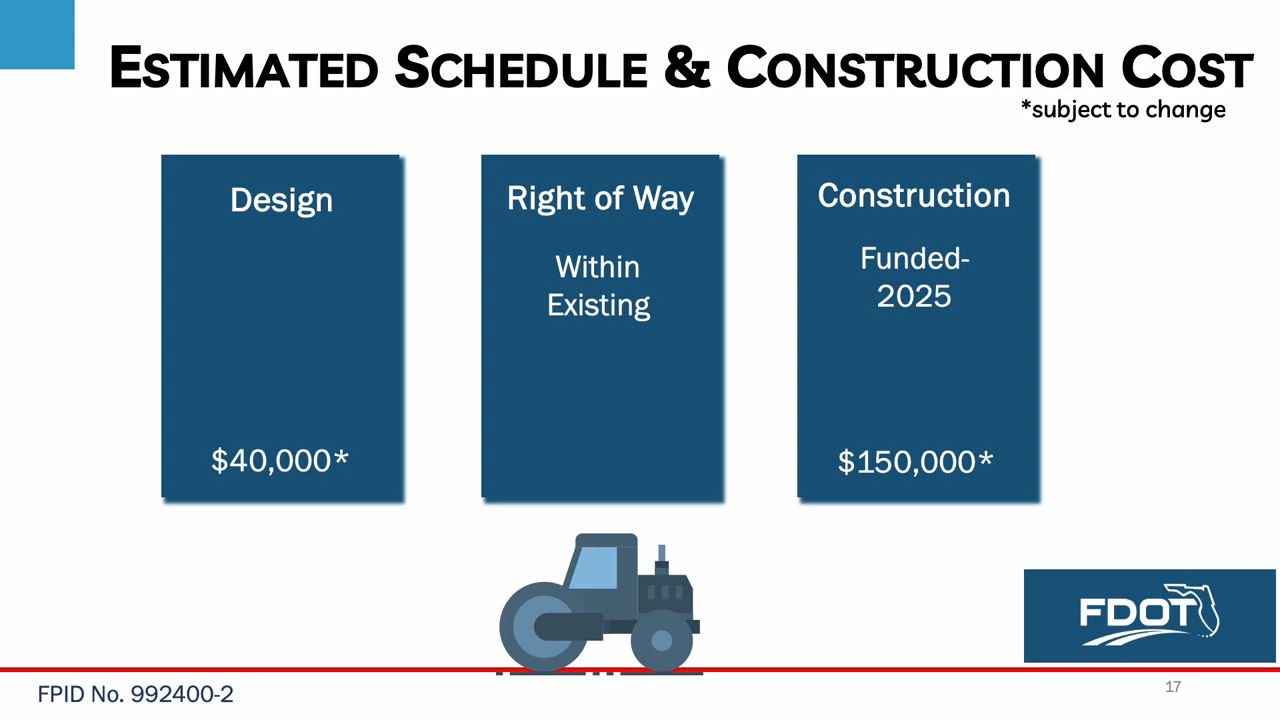 ESTIMATED SCHEDULE & CONSTRUCTION COST
*subject to change
Design
$40,000*
Right of Way
Within
Existing
Construction
Funded-
2025
$150,000*
FDOT
FPID No. 992400-2
17